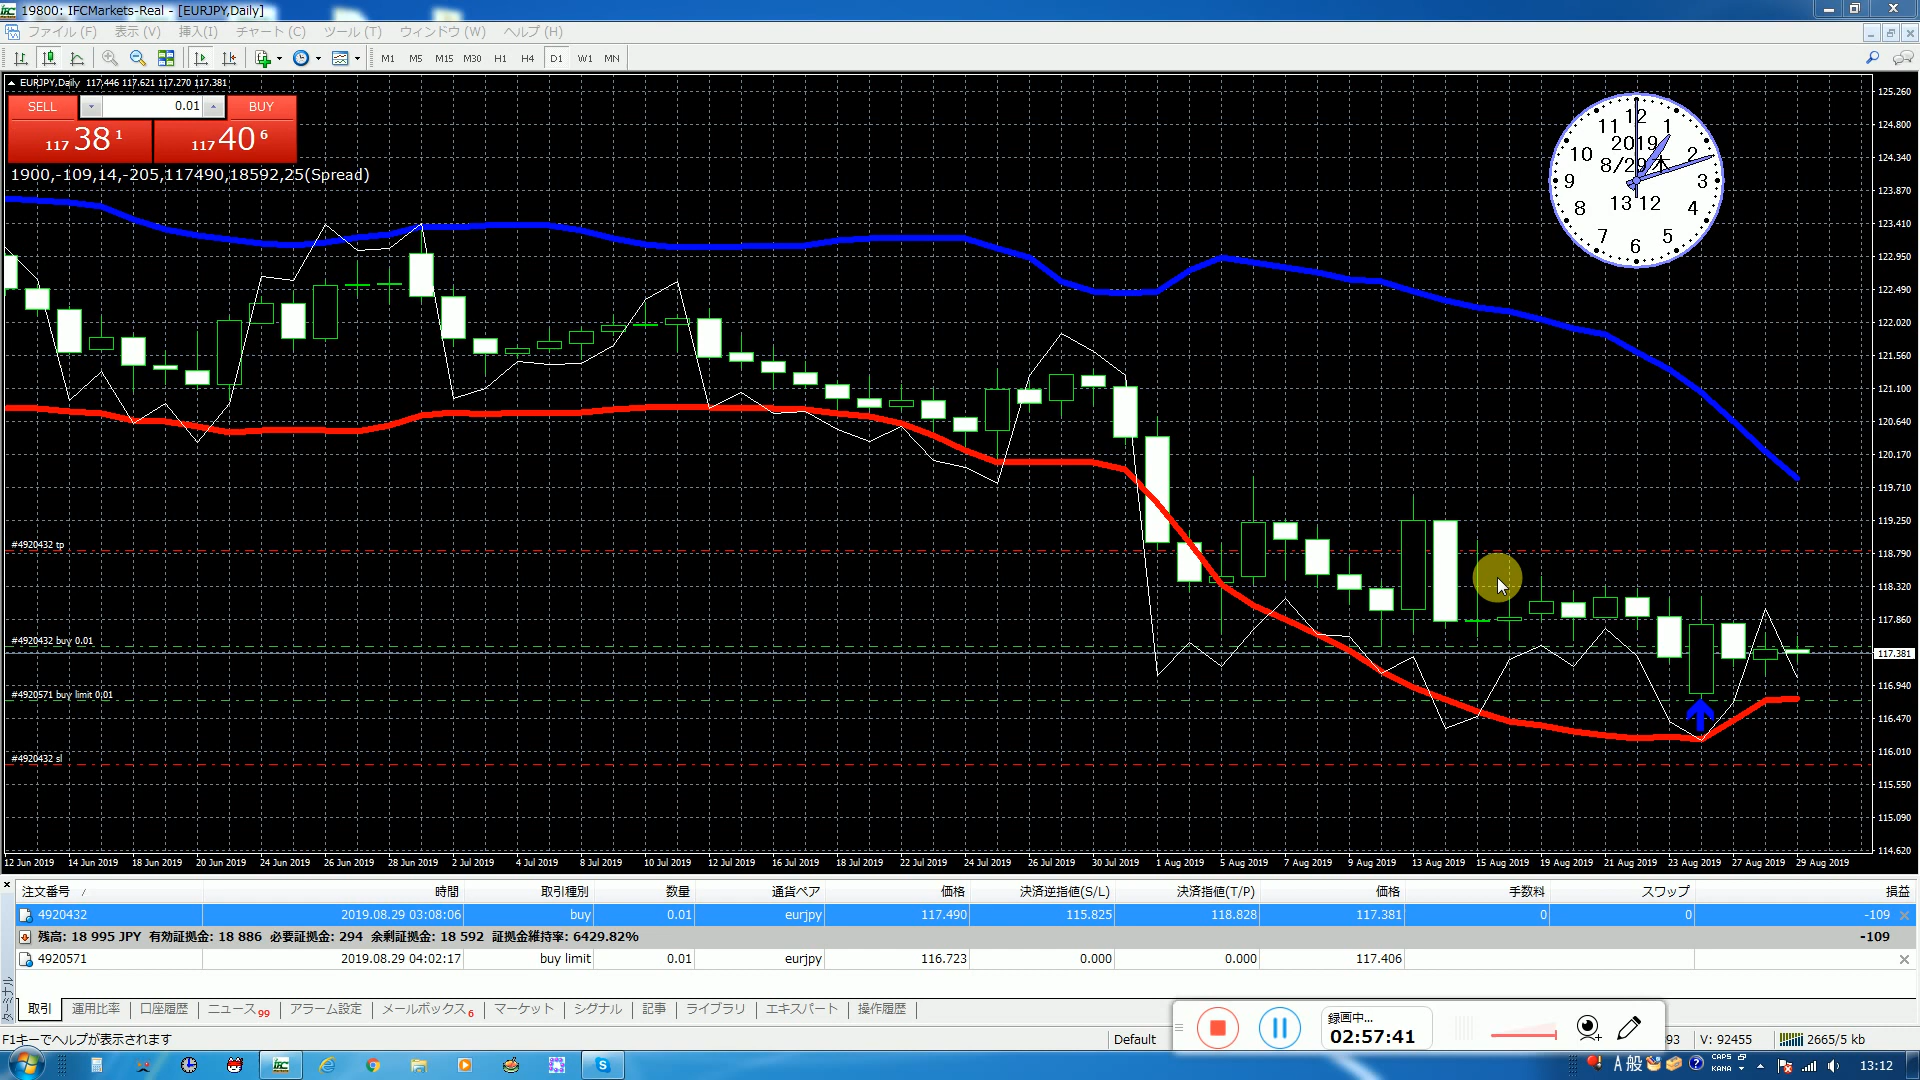 19800: IFCMarkets-Real - [EURJPY,Daily]
ファイル (F) 表示 (V) 挿入(I) チャート (C) ツール (T) ウィンドウ (W) ヘルプ (H)
M1 M5 M15 M30 H1 H4 D1 W1 MN
EURJPY,Daily 117.446 117.621 117.270 117.381
SELL 0.01 BUY
117 38 1 117 40 6
1900,-109,14,-205,117490,18592,25(Spread)
12 1 2 3 4 5 6 7 8 9 10 11
2019
8/29 木
13 12
125.260
124.800
124.340
123.870
123.410
122.950
122.490
122.020
121.560
121.100
120.640
120.170
119.710
119.250
118.790
118.320
117.860
117.381
116.940
116.470
116.010
115.550
115.090
114.620
#4920432 tp
#4920432 buy 0.01
#4920571 buy limit 0.01
#4920432 sl
12 Jun 2019 14 Jun 2019 18 Jun 2019 20 Jun 2019 24 Jun 2019 26 Jun 2019 28 Jun 2019 2 Jul 2019 4 Jul 2019 8 Jul 2019 10 Jul 2019 12 Jul 2019 16 Jul 2019 18 Jul 2019 22 Jul 2019 24 Jul 2019 26 Jul 2019 30 Jul 2019 1 Aug 2019 5 Aug 2019 7 Aug 2019 9 Aug 2019 13 Aug 2019 15 Aug 2019 19 Aug 2019 21 Aug 2019 23 Aug 2019 27 Aug 2019 29 Aug 2019
注文番号 / 時間 取引種別 数量 通貨ペア 価格 決済逆指値(S/L) 決済指値(T/P) 価格 手数料 スワップ 損益
4920432 2019.08.29 03:08:06 buy 0.01 eurjpy 117.490 115.825 118.828 117.381 0 0 -109
残高: 18 995 JPY 有効証拠金: 18 886 必要証拠金: 294 余剰証拠金: 18 592 証拠金維持率: 6429.82% -109
4920571 2019.08.29 04:02:17 buy limit 0.01 eurjpy 116.723 0.000 0.000 117.406
ターミナル
取引 運用比率 口座履歴 ニュース 99 アラーム設定 メールボックス 6 マーケット シグナル 記事 ライブラリ エキスパート 操作履歴
録画中...
02:57:41
F1キーでヘルプが表示されます Default 93 V: 92455 2665/5 kb
A 般 CAPS KANA 13:12